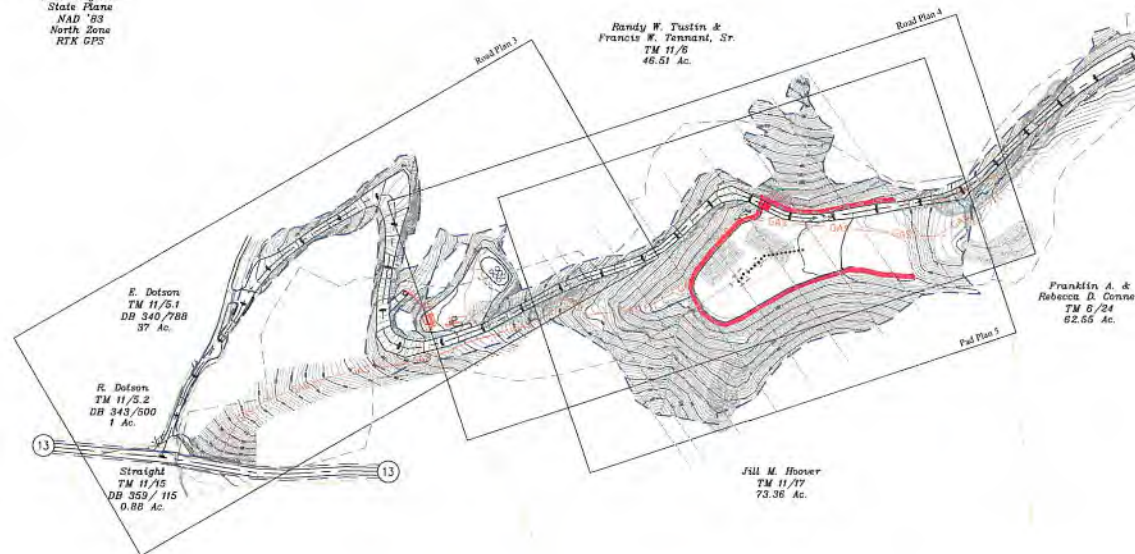 State Plane
NAD '83
North Zone
RTK GPS
Road Plan 3
Randy W. Tustin &
Francis W. Tennant, Sr.
TM 11/6
46.51 Ac.
Road Plan 4
E. Dotson
TM 11/5.1
DB 340/788
37 Ac.
GAS
GAS
GAS
Franklin A. &
Rebecca D. Conne
TM 6/24
62.55 Ac.
Pad Plan 5
R. Dotson
TM 11/5.2
DB 343/500
1 Ac.
13
13
Straight
TM 11/15
DB 359/ 115
0.88 Ac.
Jill M. Hoover
TM 11/17
73.36 Ac.